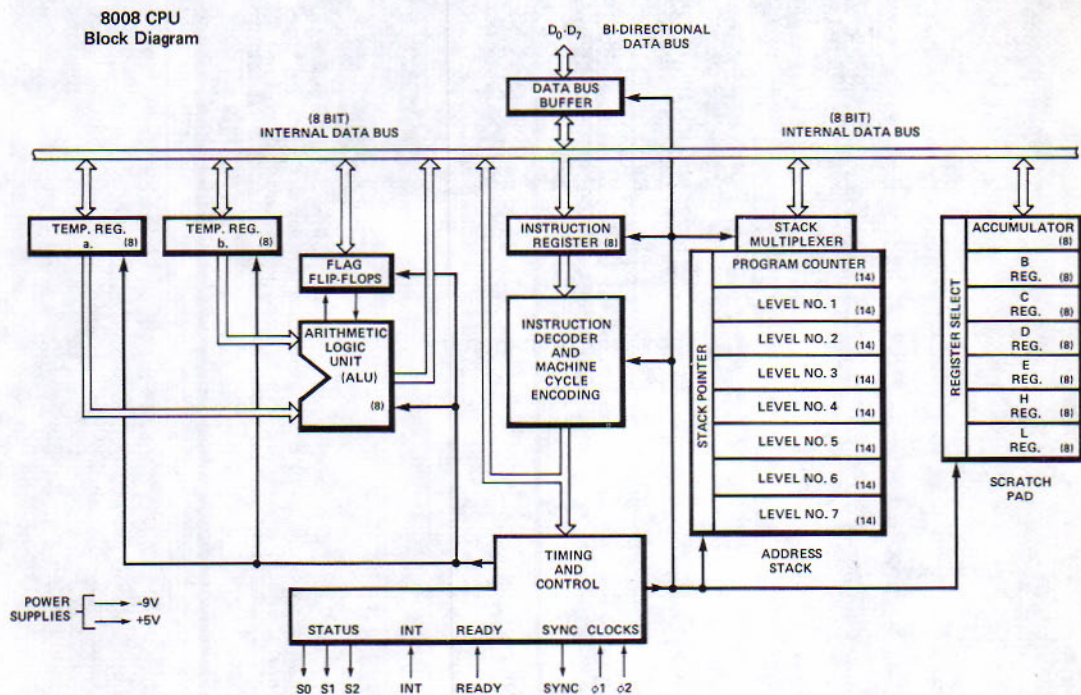 8008 CPU
Block Diagram
D0-D7
BI-DIRECTIONAL
DATA BUS
DATA BUS
BUFFER
(8 BIT)
INTERNAL DATA BUS
(8 BIT)
INTERNAL DATA BUS
TEMP. REG.
a. (8)
TEMP. REG.
b. (8)
FLAG
FLIP-FLOPS
ARITHMETIC
LOGIC
UNIT
(ALU)
(8)
INSTRUCTION
REGISTER (8)
INSTRUCTION
DECODER
AND
MACHINE
CYCLE
ENCODING
STACK
MULTIPLEXER
STACK POINTER
PROGRAM COUNTER
(14)
LEVEL NO. 1 (14)
LEVEL NO. 2 (14)
LEVEL NO. 3 (14)
LEVEL NO. 4 (14)
LEVEL NO. 5 (14)
LEVEL NO. 6 (14)
LEVEL NO. 7 (14)
ADDRESS
STACK
REGISTER SELECT
ACCUMULATOR
(8)
B
REG. (8)
C
REG. (8)
D
REG. (8)
E
REG. (8)
H
REG. (8)
L
REG. (8)
SCRATCH
PAD
TIMING
AND
CONTROL
STATUS INT READY SYNC CLOCKS
POWER
SUPPLIES
-9V
+5V
S0 S1 S2 INT READY SYNC φ1 φ2